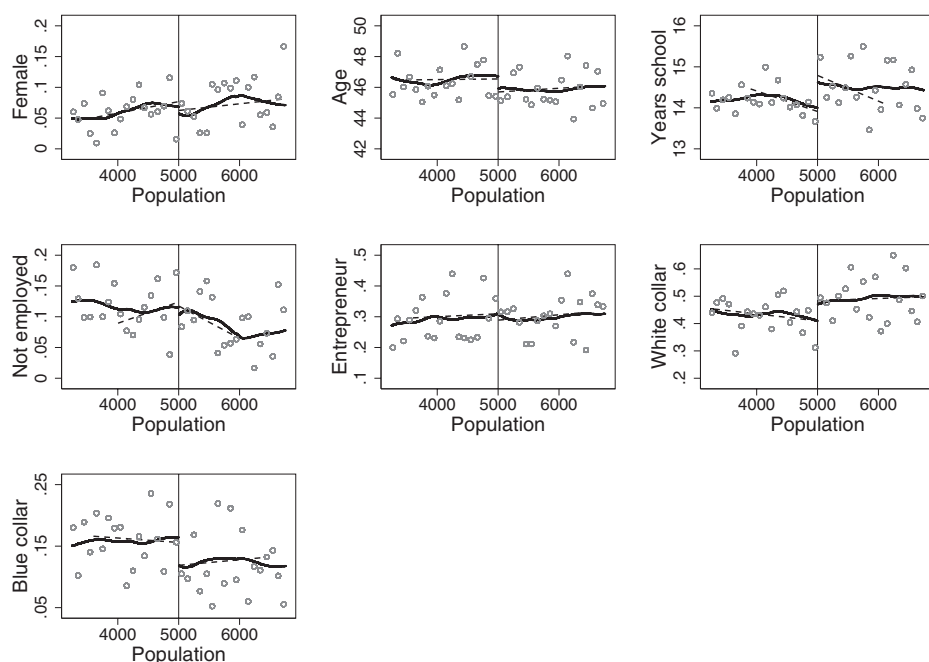 Female
.2
.15
.1
.05
0
4000 5000 6000
Population
Age
50
48
46
44
42
4000 5000 6000
Population
Years school
16
15
14
13
4000 5000 6000
Population
Not employed
.2
.15
.1
.05
0
4000 5000 6000
Population
Entrepreneur
.5
.4
.3
.2
.1
4000 5000 6000
Population
White collar
.6
.5
.4
.3
.2
4000 5000 6000
Population
Blue collar
.25
.15
.05
4000 5000 6000
Population